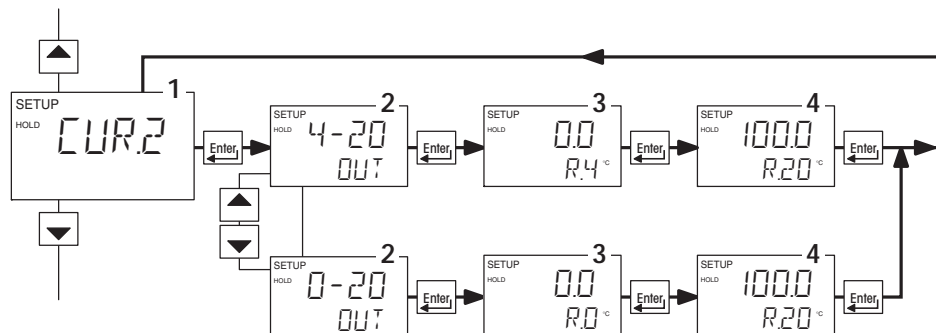 1
SETUP
HOLD
CUR.2
Enter
2
SETUP
HOLD
4-20
OUT
Enter
3
SETUP
HOLD
0.0
R.4 °C
Enter
4
SETUP
HOLD
100.0
R.20 °C
Enter
2
SETUP
HOLD
0-20
OUT
Enter
3
SETUP
HOLD
0.0
R.0 °C
Enter
4
SETUP
HOLD
100.0
R.20 °C
Enter